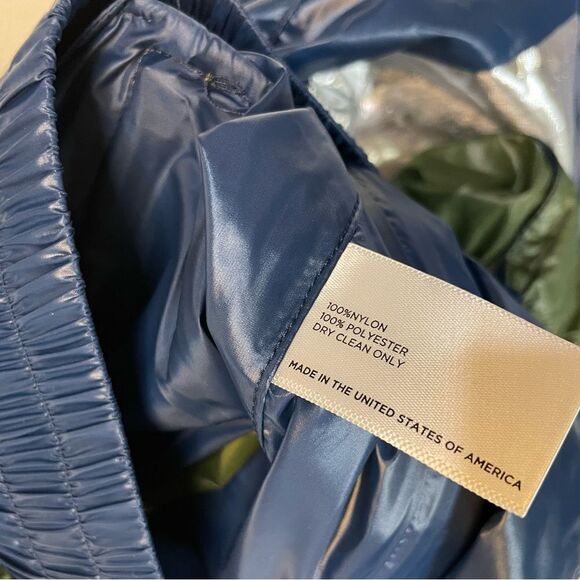 100%NYLON
100% POLYESTER
DRY CLEAN ONLY
MADE IN THE UNITED STATES OF AMERICA